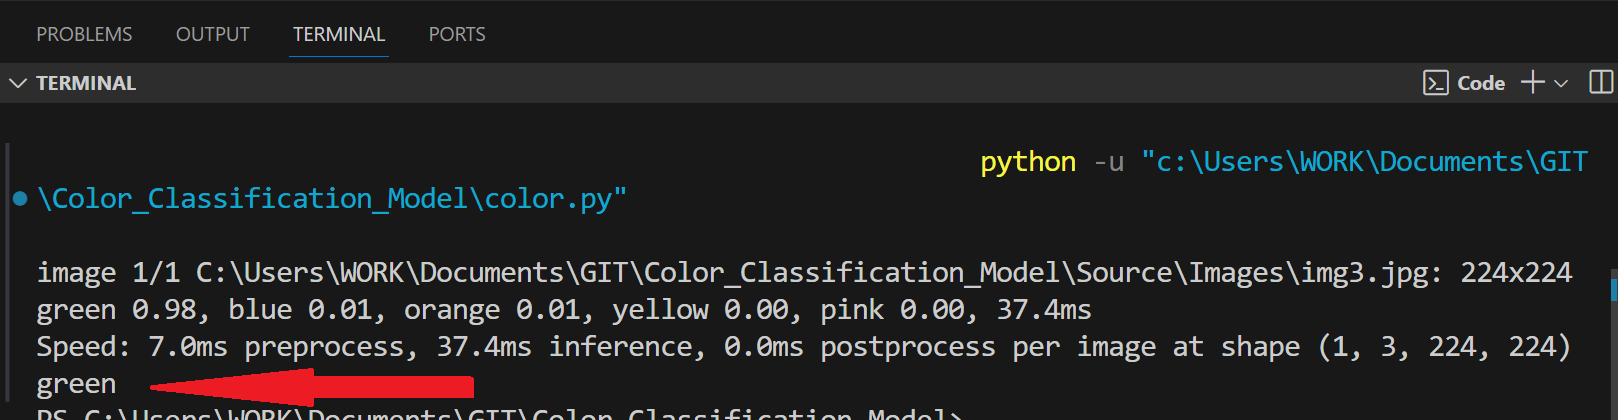 PROBLEMS OUTPUT TERMINAL PORTS
TERMINAL Code
python -u "c:\Users\WORK\Documents\GIT
\Color_Classification_Model\color.py"
image 1/1 C:\Users\WORK\Documents\GIT\Color_Classification_Model\Source\Images\img3.jpg: 224x224
green 0.98, blue 0.01, orange 0.01, yellow 0.00, pink 0.00, 37.4ms
Speed: 7.0ms preprocess, 37.4ms inference, 0.0ms postprocess per image at shape (1, 3, 224, 224)
green
PS C:\Users\WORK\Documents\GIT\Color_Classification_Model>